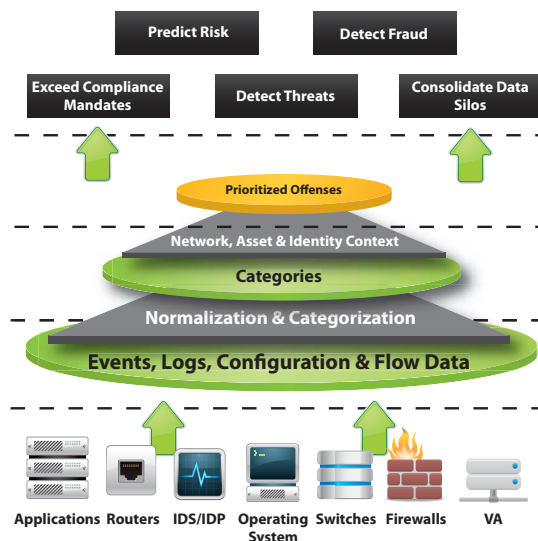 Predict Risk
Detect Fraud
Exceed Compliance
Mandates
Detect Threats
Consolidate Data
Silos
Prioritized Offenses
Network, Asset & Identity Context
Categories
Normalization & Categorization
Events, Logs, Configuration & Flow Data
Applications
Routers
IDS/IDP
Operating
System
Switches
Firewalls
VA